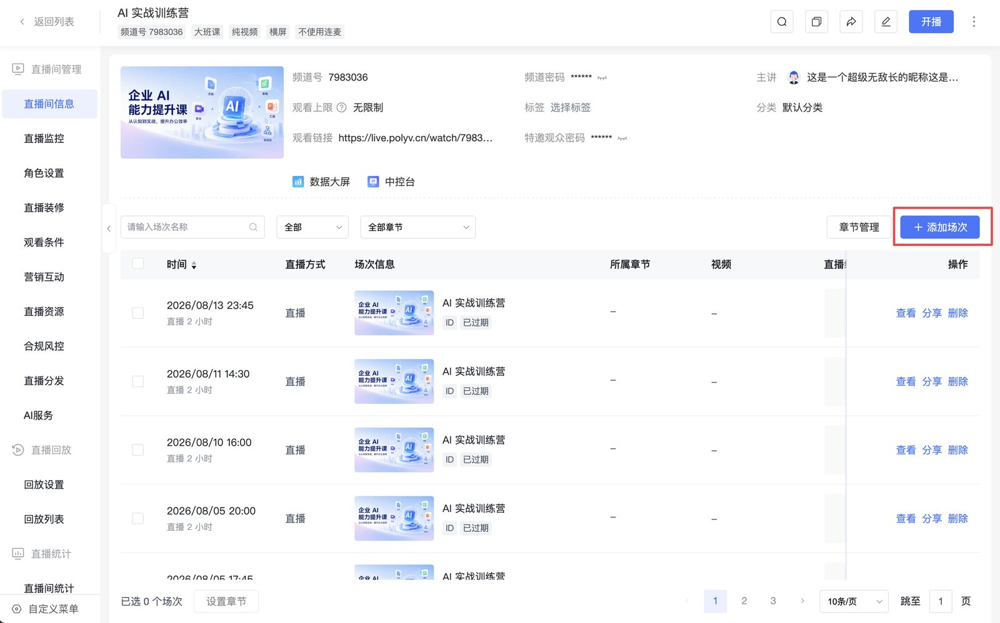 返回列表
AI 实战训练营
频道号 7983036 大班课 纯视频 横屏 不使用连麦
开播
直播间管理
直播间信息
直播监控
角色设置
直播装修
观看条件
营销互动
直播资源
合规风控
直播分发
AI服务
直播回放
回放设置
回放列表
直播统计
直播间统计
自定义菜单
企业 AI
能力提升课
从认知到实战，提升办公效率
AI
文档
表格
会议
汇报
自动化
频道号 7983036
频道密码 ******
主讲 这是一个超级无敌长的昵称这是...
观看上限 无限制
标签 选择标签
分类 默认分类
观看链接 https://live.polyv.cn/watch/7983...
特邀观众密码 ******
数据大屏 中控台
请输入场次名称 全部 全部章节 章节管理 + 添加场次
时间 直播方式 场次信息 所属章节 视频 直播 操作
2026/08/13 23:45
直播 2 小时
直播
企业 AI
能力提升课
AI
AI 实战训练营
ID 已过期
–
–
查看 分享 删除
2026/08/11 14:30
直播 2 小时
直播
企业 AI
能力提升课
AI
AI 实战训练营
ID 已过期
–
–
查看 分享 删除
2026/08/10 16:00
直播 2 小时
直播
企业 AI
能力提升课
AI
AI 实战训练营
ID 已过期
–
–
查看 分享 删除
2026/08/05 20:00
直播 2 小时
直播
企业 AI
能力提升课
AI
AI 实战训练营
ID 已过期
–
–
查看 分享 删除
2026/08/05 17:45
企业 AI
AI 实战训练营
已选 0 个场次 设置章节
1 2 3 10条/页 跳至 1 页